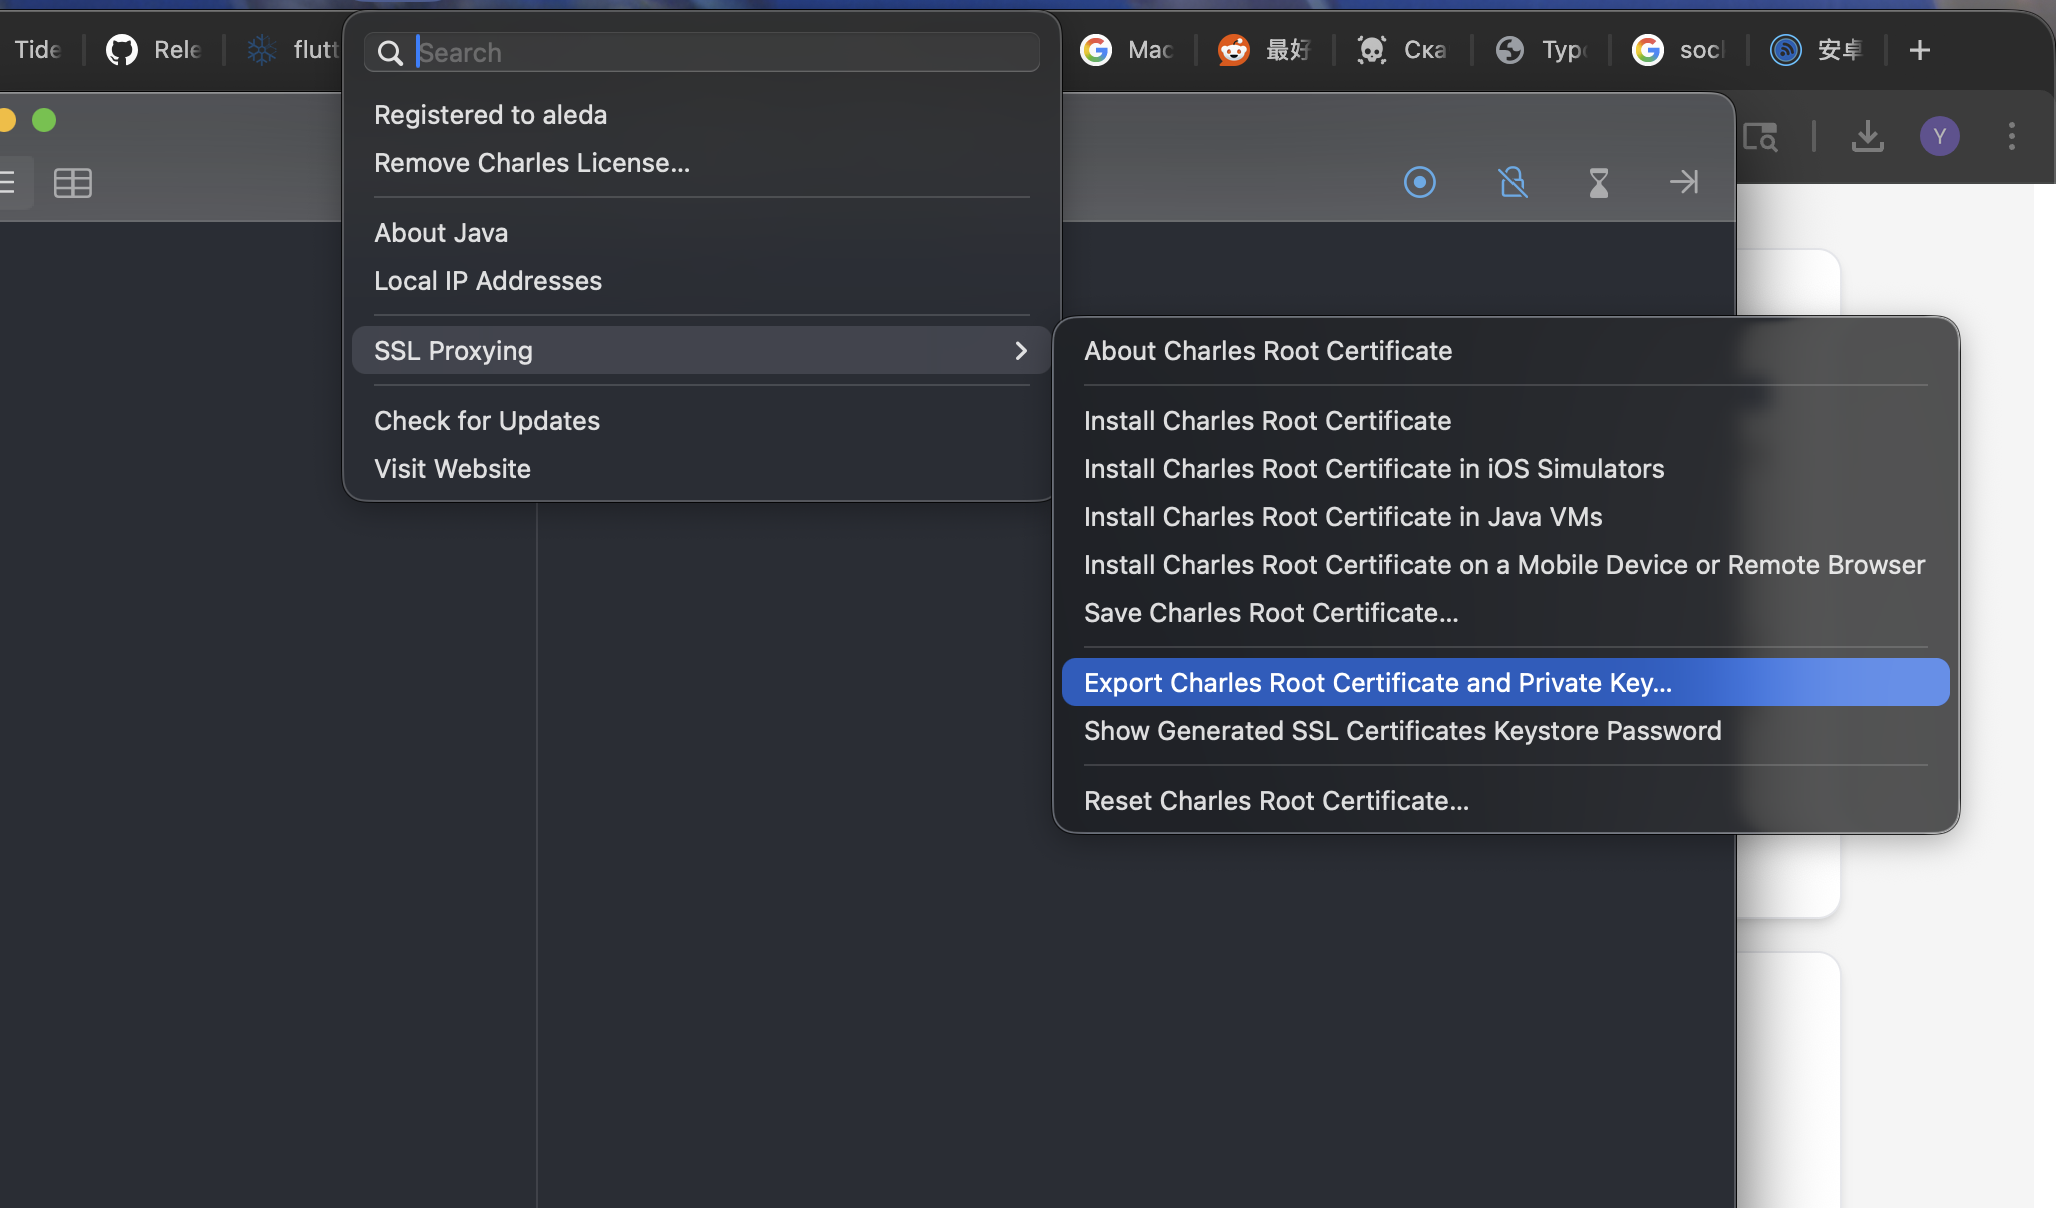 Tide
Rele
flutt
Search
Mac
最好
Ска
Typ
socl
安卓
Registered to aleda
Y
Remove Charles License...
About Java
Local IP Addresses
SSL Proxying
Check for Updates
Visit Website
About Charles Root Certificate
Install Charles Root Certificate
Install Charles Root Certificate in iOS Simulators
Install Charles Root Certificate in Java VMs
Install Charles Root Certificate on a Mobile Device or Remote Browser
Save Charles Root Certificate...
Export Charles Root Certificate and Private Key...
Show Generated SSL Certificates Keystore Password
Reset Charles Root Certificate...